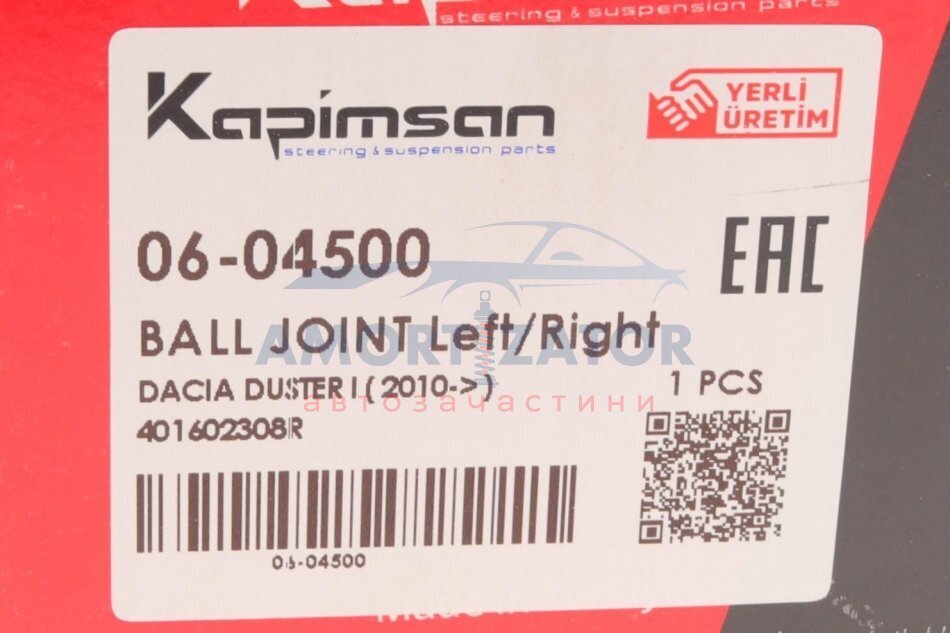 steering & suspension parts
Kapimsan
steering & suspension parts
YERLİ
ÜRETİM
06-04500
EAC
BALL JOINT Left/Right
AMORTIZATOR
DACIA DUSTER I ( 2010-> )
1 PCS
автозапчастини
401602308R
06-04500